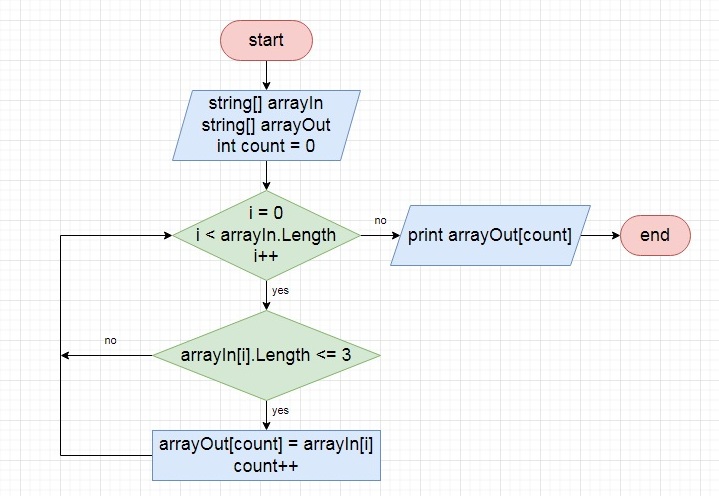 start
string[] arrayIn
string[] arrayOut
int count = 0
i = 0
i < arrayIn.Length
i++
no
print arrayOut[count]
end
yes
arrayIn[i].Length <= 3
no
yes
arrayOut[count] = arrayIn[i]
count++